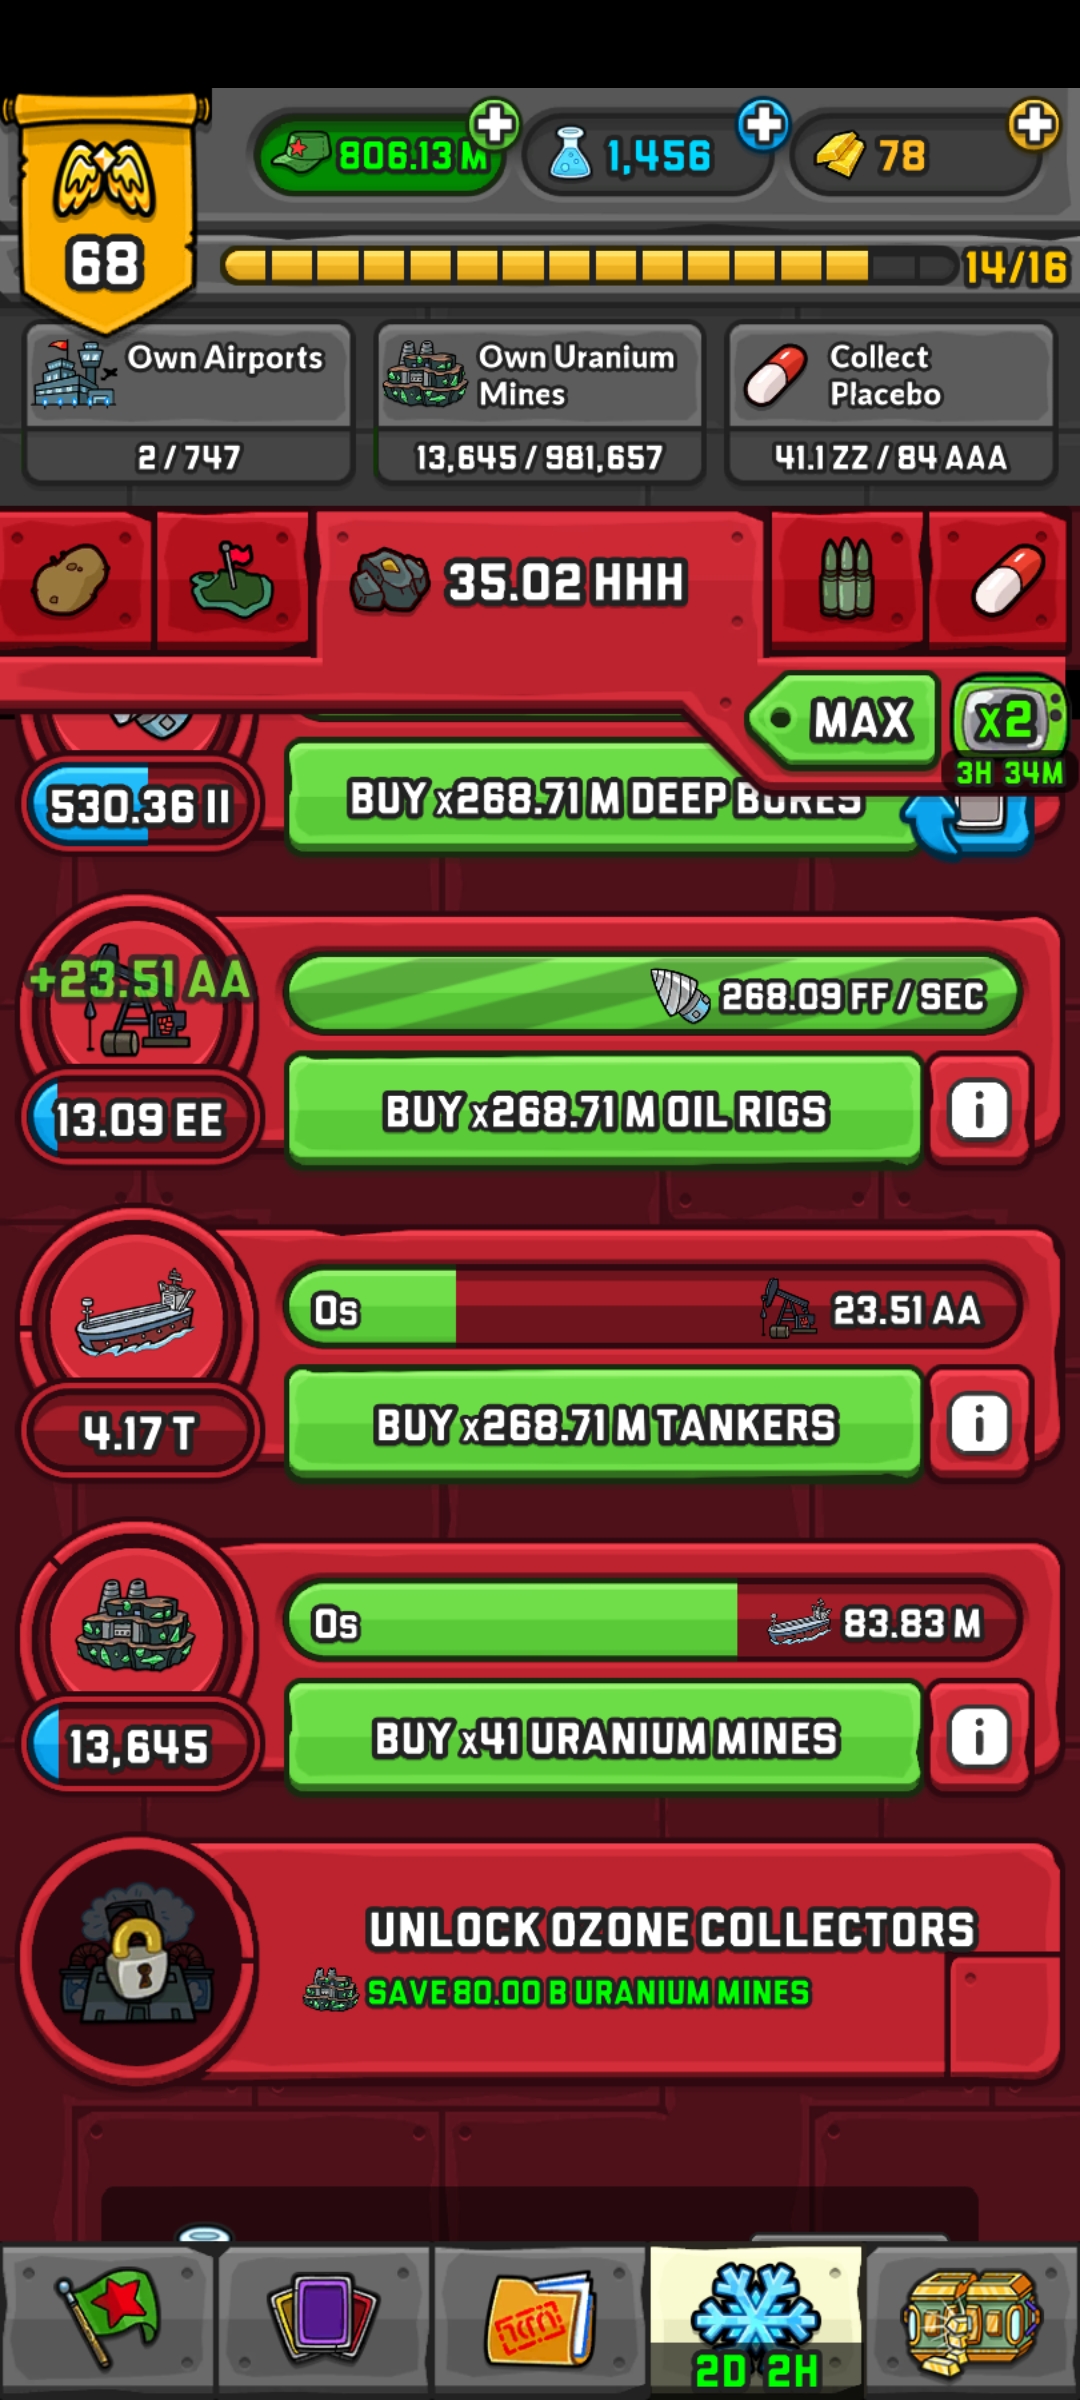 806.13 M
1,456
78
68
14/16
Own Airports
2 / 747
Own Uranium
Mines
13,645 / 981,657
Collect
Placebo
41.1 ZZ / 84 AAA
35.02 HHH
MAX
x2
3H 34M
530.36 II
BUY x268.71 M DEEP BORES
+23.51 AA
268.09 FF / SEC
13.09 EE
BUY x268.71 M OIL RIGS
i
0s
23.51 AA
4.17 T
BUY x268.71 M TANKERS
i
0s
83.83 M
13,645
BUY x41 URANIUM MINES
i
UNLOCK OZONE COLLECTORS
SAVE 80.00 B URANIUM MINES
2D 2H